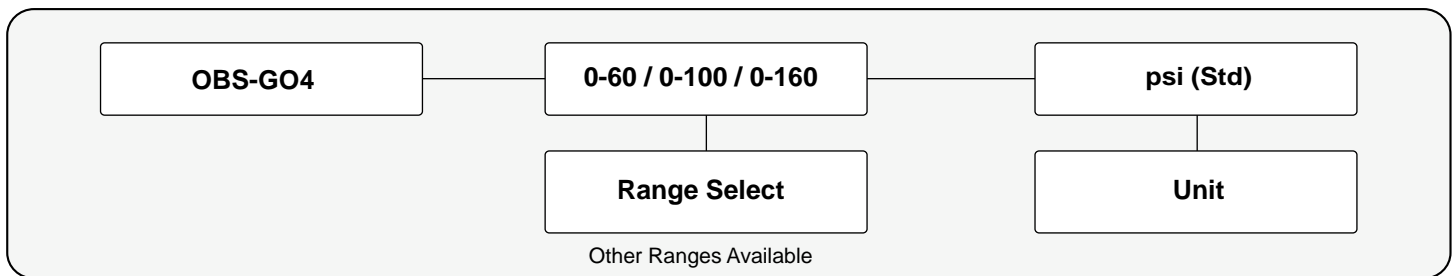 OBS-GO4
0-60 / 0-100 / 0-160
psi (Std)
Range Select
Unit
Other Ranges Available